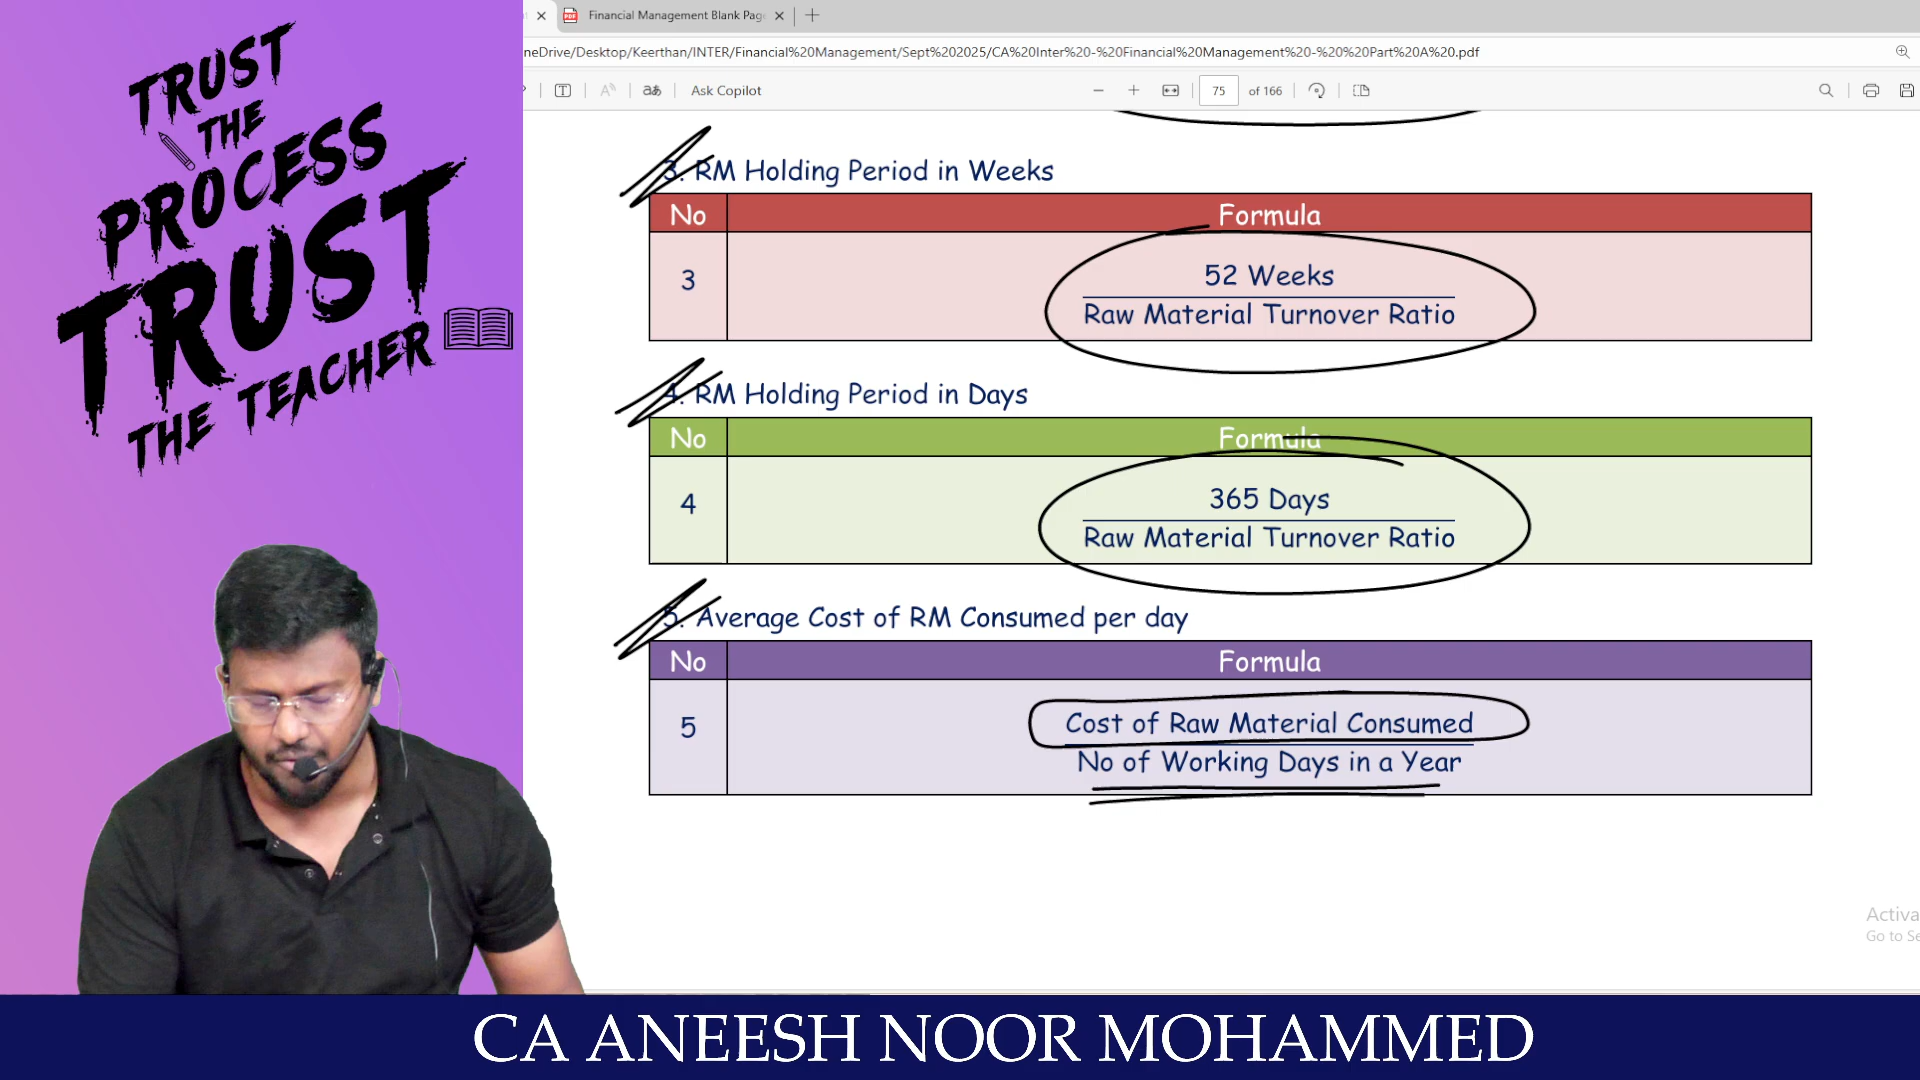 TRUST
THE
PROCESS
TRUST
THE TEACHER
Financial Management Blank Pag
neDrive/Desktop/Keerthan/INTER/Financial%20Management/Sept%202025/CA%20Inter%20-%20Financial%20Management%20-%20%20Part%20A%20.pdf
Ask Copilot
75 of 166
3. RM Holding Period in Weeks
No Formula
3 52 Weeks
Raw Material Turnover Ratio
4. RM Holding Period in Days
No Formula
4 365 Days
Raw Material Turnover Ratio
5. Average Cost of RM Consumed per day
No Formula
5 Cost of Raw Material Consumed
No of Working Days in a Year
Activa
Go to Se
CA ANEESH NOOR MOHAMMED